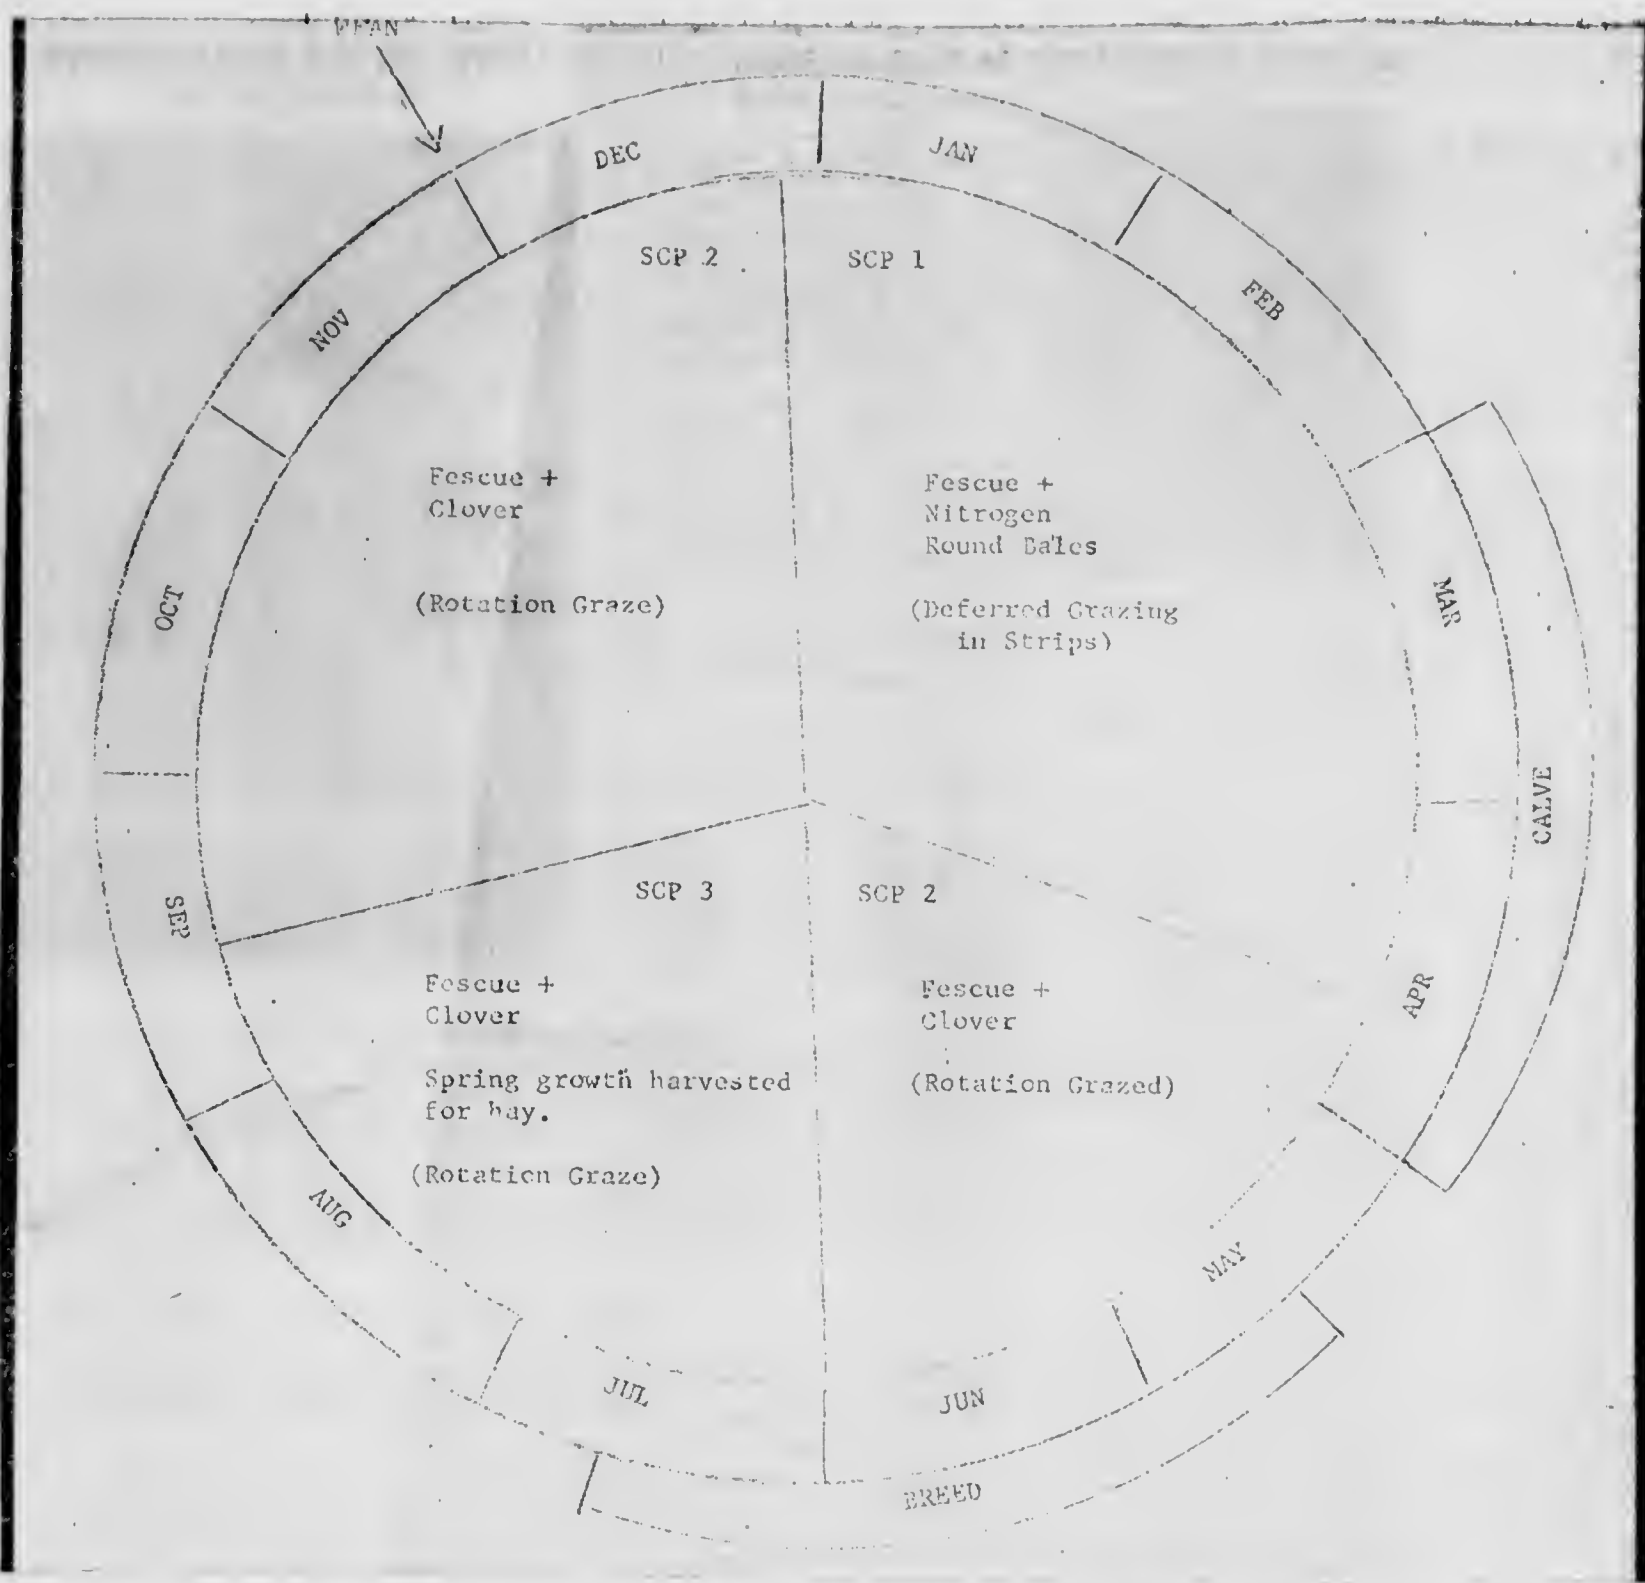 WEAN
DEC
JAN
FEB
MAR
APR
MAY
JUN
JUL
AUG
SEP
OCT
NOV
CALVE
BREED
SCP 2
Fescue +
Clover
(Rotation Graze)
SCP 1
Fescue +
Nitrogen
Round Bales
(Deferred Grazing
in Strips)
SCP 3
Fescue +
Clover
Spring growth harvested
for hay.
(Rotation Graze)
SCP 2
Fescue +
Clover
(Rotation Grazed)